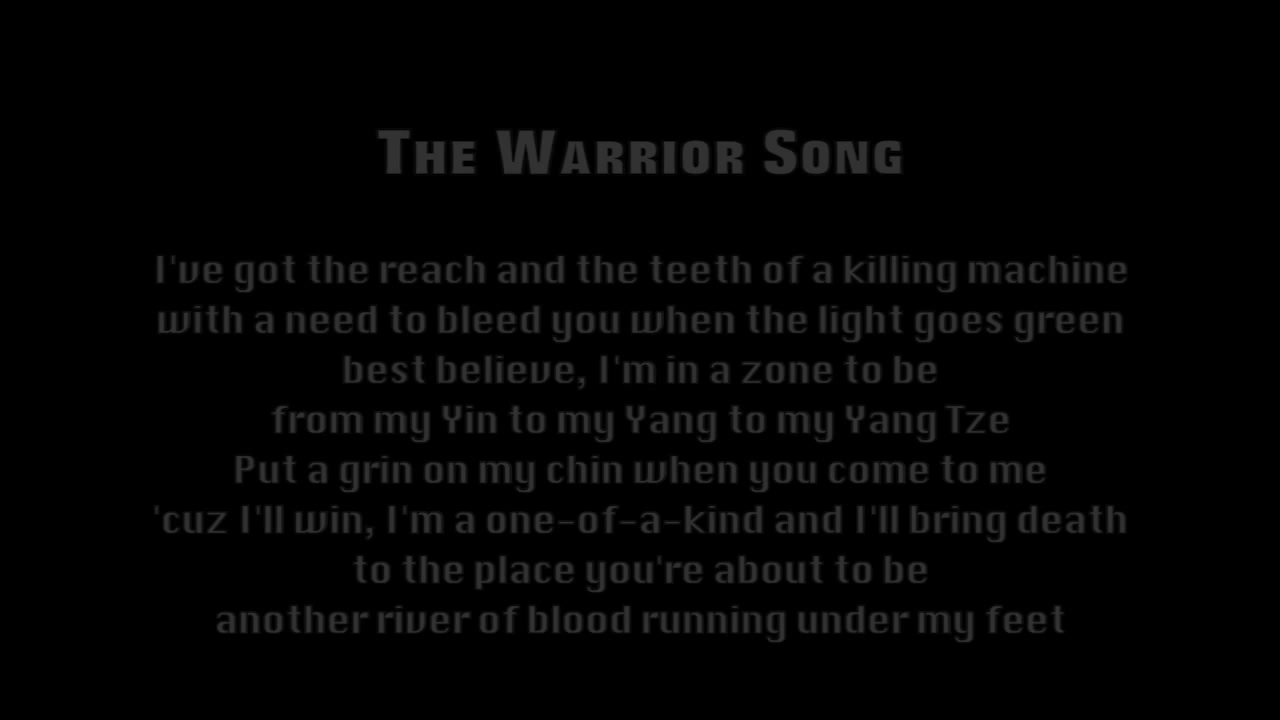 The Warrior Song
I've got the reach and the teeth of a killing machine
with a need to bleed you when the light goes green
best believe, I'm in a zone to be
from my Yin to my Yang to my Yang Tze
Put a grin on my chin when you come to me
'cuz I'll win, I'm a one-of-a-kind and I'll bring death
to the place you're about to be
another river of blood running under my feet